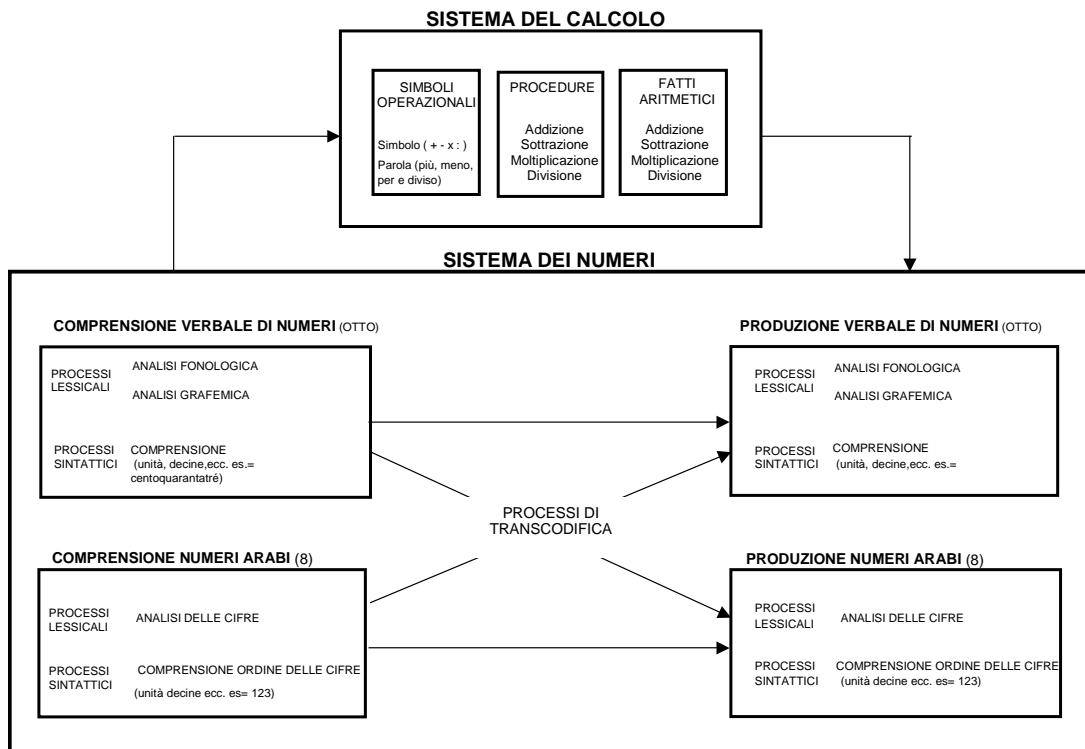 SISTEMA DEL CALCOLO
SIMBOLI
OPERAZIONALI
Simbolo ( + - x : )
Parola (più, meno,
per e diviso)
PROCEDURE
Addizione
Sottrazione
Moltiplicazione
Divisione
FATTI
ARITMETICI
Addizione
Sottrazione
Moltiplicazione
Divisione
SISTEMA DEI NUMERI
COMPRENSIONE VERBALE DI NUMERI (OTTO)
PROCESSI
LESSICALI
ANALISI FONOLOGICA
ANALISI GRAFEMICA
PROCESSI
SINTATTICI
COMPRENSIONE
(unità, decine,ecc. es.=
centoquarantatré)
PRODUZIONE VERBALE DI NUMERI (OTTO)
PROCESSI
LESSICALI
ANALISI FONOLOGICA
ANALISI GRAFEMICA
PROCESSI
SINTATTICI
COMPRENSIONE
(unità, decine,ecc. es.=
PROCESSI DI
TRANSCODIFICA
COMPRENSIONE NUMERI ARABI (8)
PROCESSI
LESSICALI
ANALISI DELLE CIFRE
PROCESSI
SINTATTICI
COMPRENSIONE ORDINE DELLE CIFRE
(unità decine ecc. es= 123)
PRODUZIONE NUMERI ARABI (8)
PROCESSI
LESSICALI
ANALISI DELLE CIFRE
PROCESSI
SINTATTICI
COMPRENSIONE ORDINE DELLE CIFRE
(unità decine ecc. es= 123)